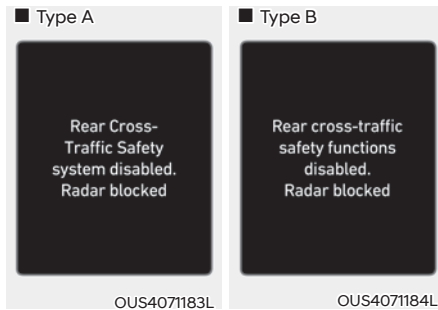 ■ Type A
Rear Cross-
Traffic Safety
system disabled.
Radar blocked
OUS4071183L
■ Type B
Rear cross-traffic
safety functions
disabled.
Radar blocked
OUS4071184L